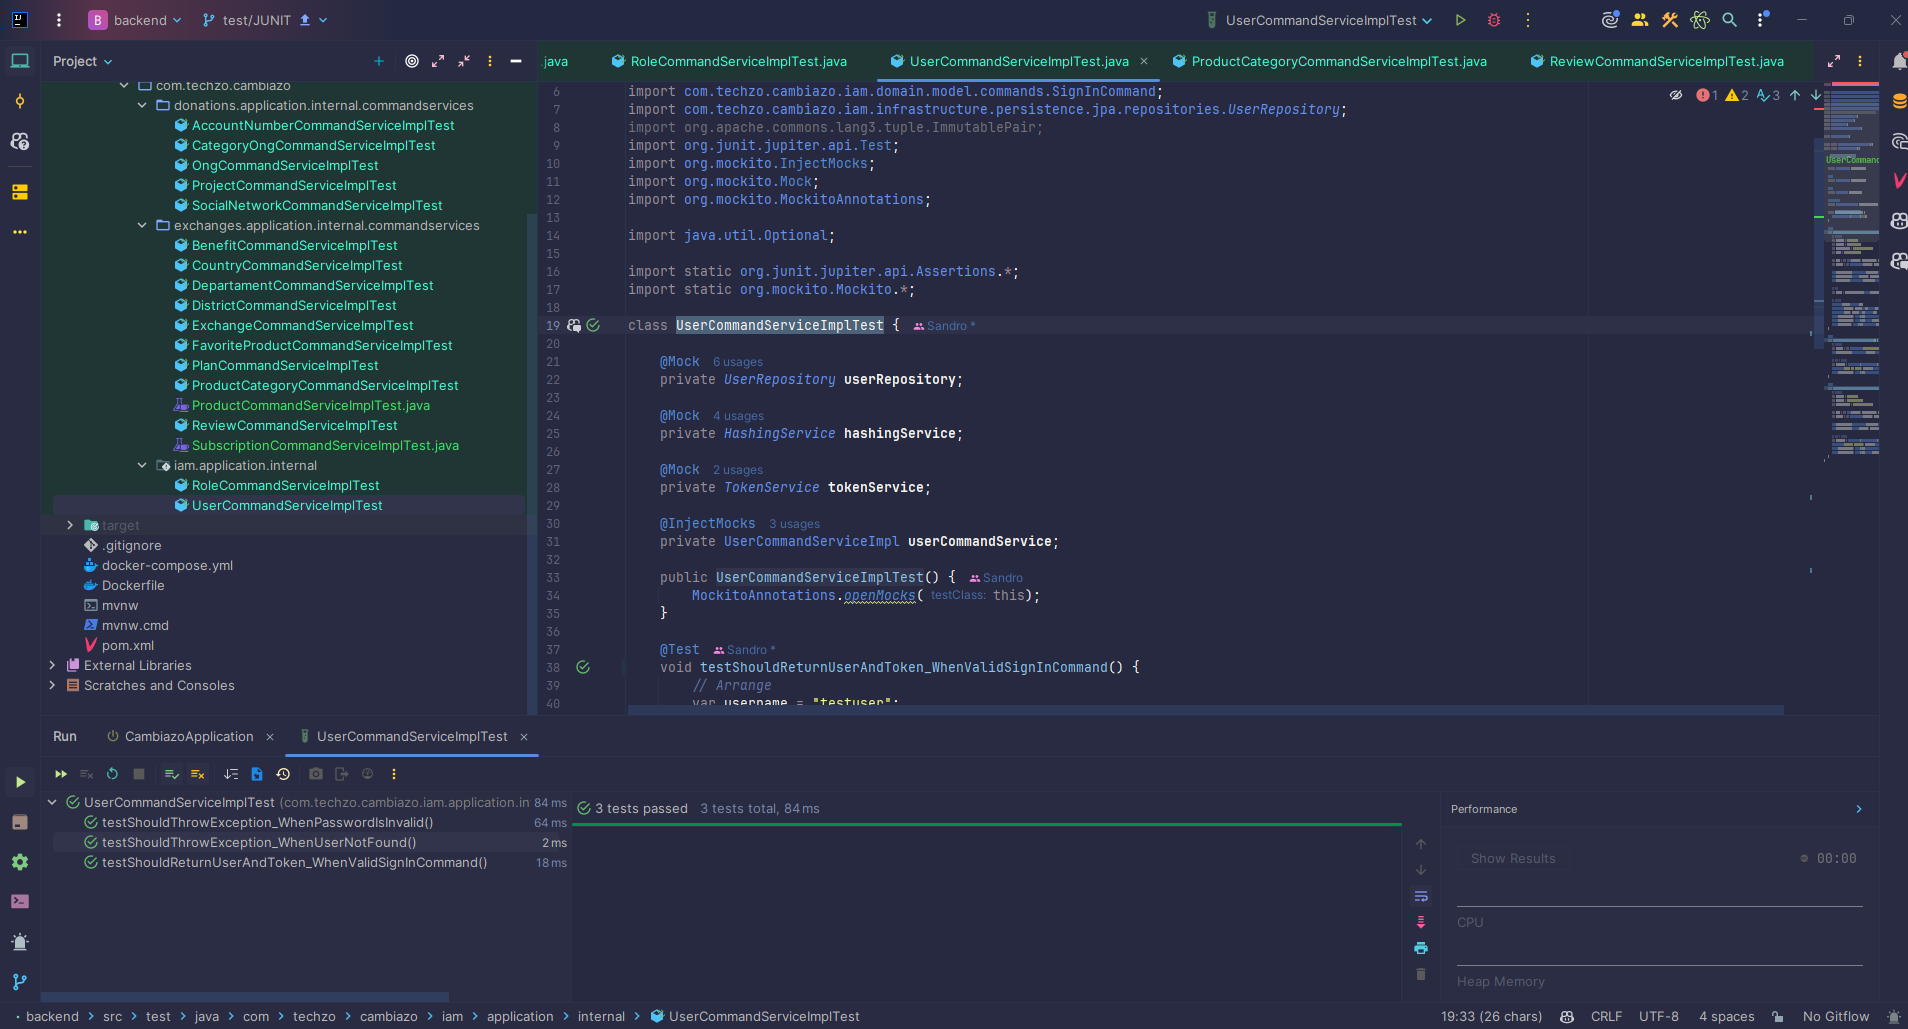 B backend test/JUNIT UserCommandServiceImplTest
Project
.java RoleCommandServiceImplTest.java UserCommandServiceImplTest.java ProductCategoryCommandServiceImplTest.java ReviewCommandServiceImplTest.java
com.techzo.cambiazo
donations.application.internal.commandservices
AccountNumberCommandServiceImplTest
CategoryOngCommandServiceImplTest
OngCommandServiceImplTest
ProjectCommandServiceImplTest
SocialNetworkCommandServiceImplTest
exchanges.application.internal.commandservices
BenefitCommandServiceImplTest
CountryCommandServiceImplTest
DepartamentCommandServiceImplTest
DistrictCommandServiceImplTest
ExchangeCommandServiceImplTest
FavoriteProductCommandServiceImplTest
PlanCommandServiceImplTest
ProductCategoryCommandServiceImplTest
ProductCommandServiceImplTest.java
ReviewCommandServiceImplTest
SubscriptionCommandServiceImplTest.java
iam.application.internal
RoleCommandServiceImplTest
UserCommandServiceImplTest
target
.gitignore
docker-compose.yml
Dockerfile
mvnw
mvnw.cmd
pom.xml
External Libraries
Scratches and Consoles
1 2 3
6 import com.techzo.cambiazo.iam.domain.model.commands.SignInCommand;
7 import com.techzo.cambiazo.iam.infrastructure.persistence.jpa.repositories.UserRepository;
8 import org.apache.commons.lang3.tuple.ImmutablePair;
9 import org.junit.jupiter.api.Test;
10 import org.mockito.InjectMocks;
11 import org.mockito.Mock;
12 import org.mockito.MockitoAnnotations;
13
14 import java.util.Optional;
15
16 import static org.junit.jupiter.api.Assertions.*;
17 import static org.mockito.Mockito.*;
18
19 class UserCommandServiceImplTest { Sandro *
20
21 @Mock 6 usages
22 private UserRepository userRepository;
23
24 @Mock 4 usages
25 private HashingService hashingService;
26
27 @Mock 2 usages
28 private TokenService tokenService;
29
30 @InjectMocks 3 usages
31 private UserCommandServiceImpl userCommandService;
32
33 public UserCommandServiceImplTest() { Sandro
34 MockitoAnnotations.openMocks( testClass: this);
35 }
36
37 @Test Sandro *
38 void testShouldReturnUserAndToken_WhenValidSignInCommand() {
39 // Arrange
40 var username = "testuser";
UserCommand
Run CambiazoApplication UserCommandServiceImplTest
UserCommandServiceImplTest (com.techzo.cambiazo.iam.application.in 84 ms
testShouldThrowException_WhenPasswordIsInvalid() 64 ms
testShouldThrowException_WhenUserNotFound() 2 ms
testShouldReturnUserAndToken_WhenValidSignInCommand() 18 ms
3 tests passed 3 tests total, 84 ms
Performance
Show Results 00:00
CPU
Heap Memory
backend > src > test > java > com > techzo > cambiazo > iam > application > internal > UserCommandServiceImplTest
19:33 (26 chars) CRLF UTF-8 4 spaces No Gitflow